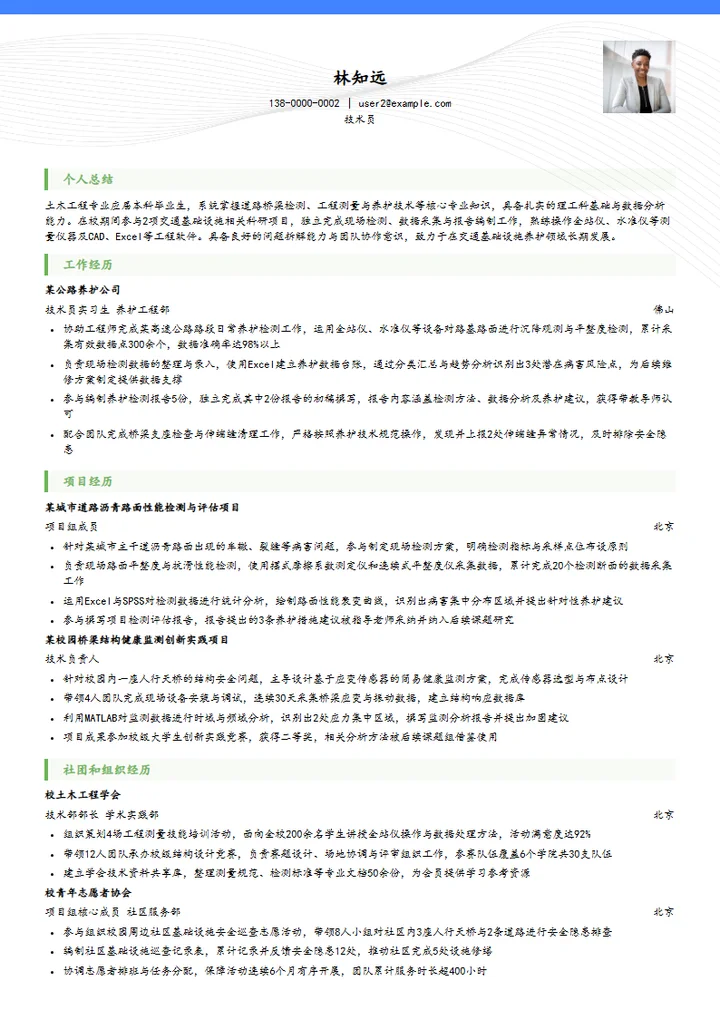 林知远
138-0000-0002 | user2@example.com
技术员
个人总结
土木工程专业应届本科毕业生，系统掌握道路桥梁检测、工程测量与养护技术等核心专业知识，具备扎实的理工科基础与数据分析
能力。在校期间参与2项交通基础设施相关科研项目，独立完成现场检测、数据采集与报告编制工作，熟练操作全站仪、水准仪等测
量仪器及CAD、Excel等工程软件。具备良好的问题拆解能力与团队协作意识，致力于在交通基础设施养护领域长期发展。
工作经历
某公路养护公司
技术员实习生 养护工程部 佛山
• 协助工程师完成某高速公路路段日常养护检测工作，运用全站仪、水准仪等设备对路基路面进行沉降观测与平整度检测，累计采
集有效数据点300余个，数据准确率达98%以上
• 负责现场检测数据的整理与录入，使用Excel建立养护数据台账，通过分类汇总与趋势分析识别出3处潜在病害风险点，为后续维
修方案制定提供数据支撑
• 参与编制养护检测报告5份，独立完成其中2份报告的初稿撰写，报告内容涵盖检测方法、数据分析及养护建议，获得带教导师认
可
• 配合团队完成桥梁支座检查与伸缩缝清理工作，严格按照养护技术规范操作，发现并上报2处伸缩缝异常情况，及时排除安全隐
患
项目经历
某城市道路沥青路面性能检测与评估项目
项目组成员 北京
• 针对某城市主干道沥青路面出现的车辙、裂缝等病害问题，参与制定现场检测方案，明确检测指标与采样点位布设原则
• 负责现场路面平整度与抗滑性能检测，使用摆式摩擦系数测定仪和连续式平整度仪采集数据，累计完成20个检测断面的数据采集
工作
• 运用Excel与SPSS对检测数据进行统计分析，绘制路面性能衰变曲线，识别出病害集中分布区域并提出针对性养护建议
• 参与撰写项目检测评估报告，报告提出的3条养护措施建议被指导老师采纳并纳入后续课题研究
某校园桥梁结构健康监测创新实践项目
技术负责人 北京
• 针对校园内一座人行天桥的结构安全问题，主导设计基于应变传感器的简易健康监测方案，完成传感器选型与布点设计
• 带领4人团队完成现场设备安装与调试，连续30天采集桥梁应变与振动数据，建立结构响应数据库
• 利用MATLAB对监测数据进行时域与频域分析，识别出2处应力集中区域，撰写监测分析报告并提出加固建议
• 项目成果参加校级大学生创新实践竞赛，获得二等奖，相关分析方法被后续课题组借鉴使用
社团和组织经历
校土木工程学会
技术部部长 学术实践部 北京
• 组织策划4场工程测量技能培训活动，面向全校200余名学生讲授全站仪操作与数据处理方法，活动满意度达92%
• 带领12人团队承办校级结构设计竞赛，负责赛题设计、场地协调与评审组织工作，参赛队伍覆盖6个学院共30支队伍
• 建立学会技术资料共享库，整理测量规范、检测标准等专业文档50余份，为会员提供学习参考资源
校青年志愿者协会
项目组核心成员 社区服务部 北京
• 参与组织校园周边社区基础设施安全巡查志愿活动，带领8人小组对社区内3座人行天桥与2条道路进行安全隐患排查
• 编制社区基础设施巡查记录表，累计记录并反馈安全隐患12处，推动社区完成5处设施修缮
• 协调志愿者排班与任务分配，保障活动连续6个月有序开展，团队累计服务时长超400小时